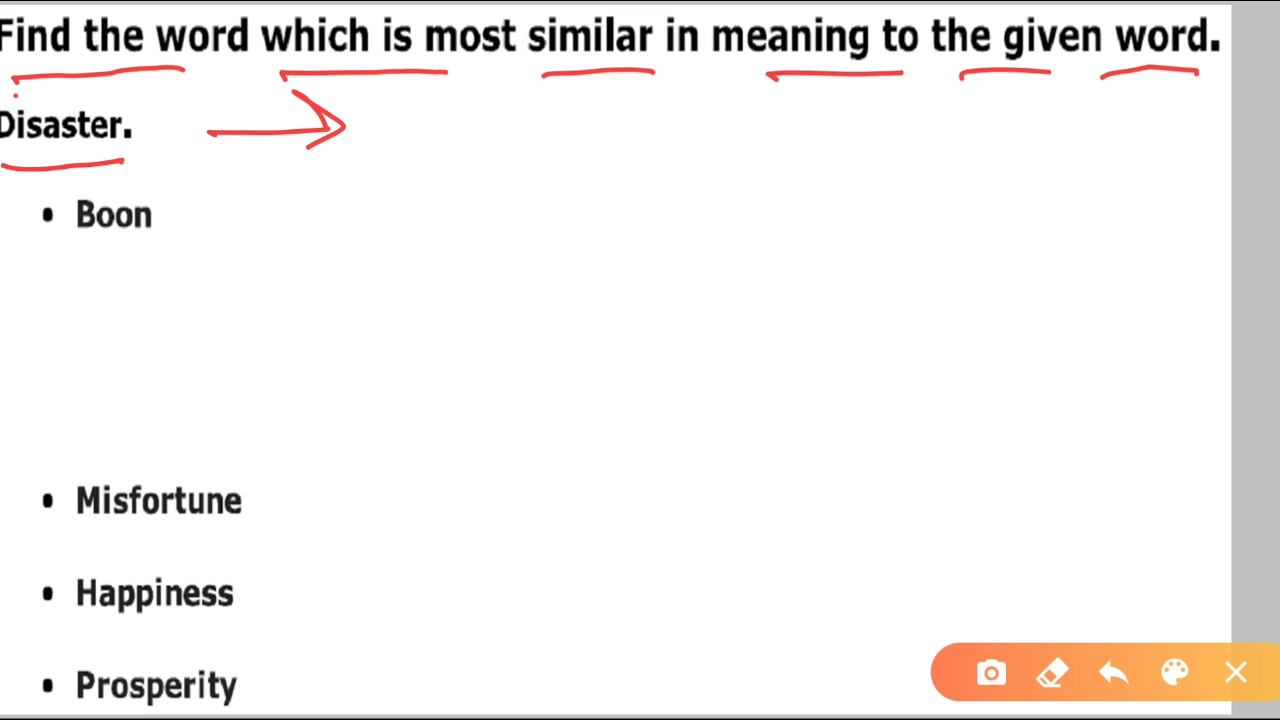 Find the word which is most similar in meaning to the given word.
Disaster.
• Boon
• Misfortune
• Happiness
• Prosperity